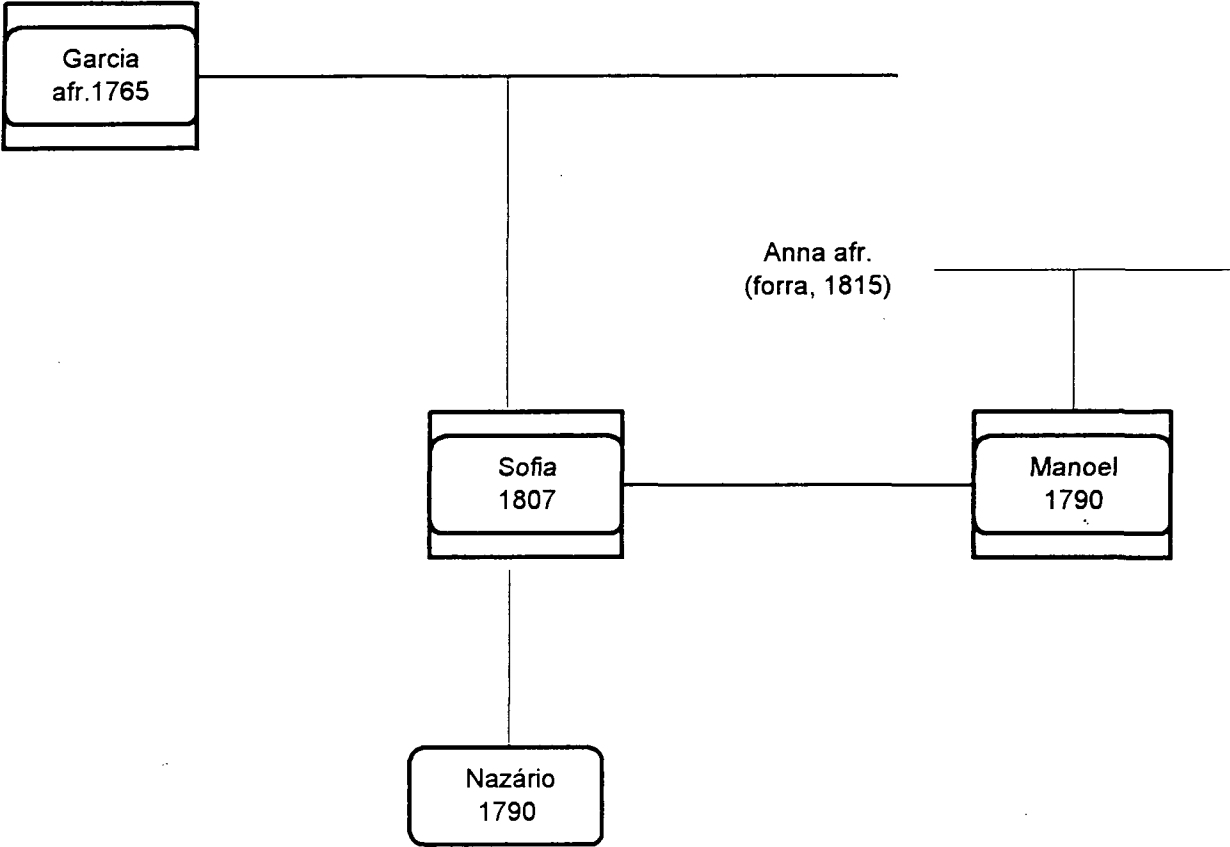 Garcia
afr.1765
Anna afr.
(forra, 1815)
Sofia
1807
Manoel
1790
Nazário
1790